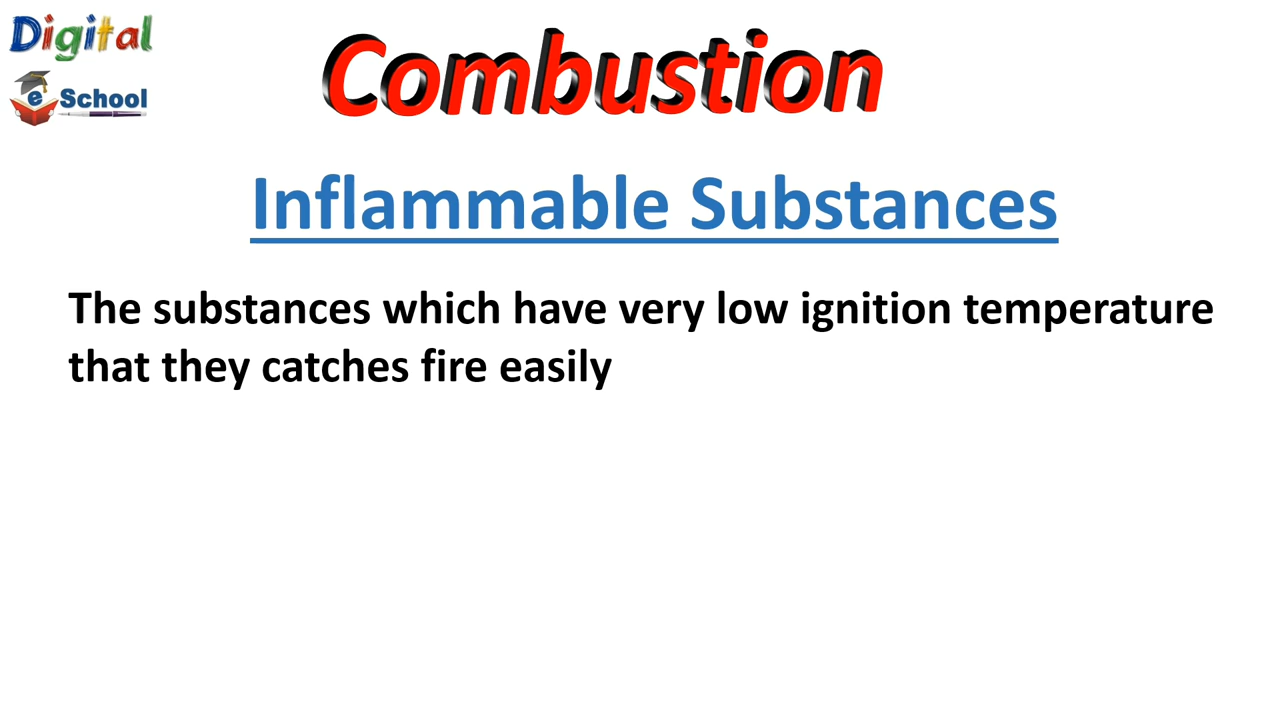 Digital
e School
Combustion
Inflammable Substances
The substances which have very low ignition temperature
that they catches fire easily